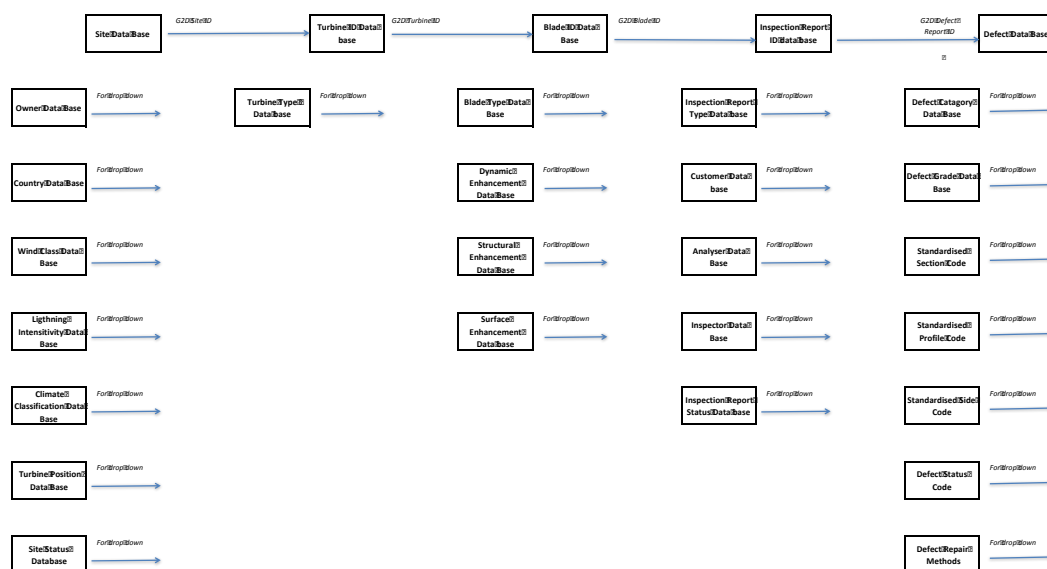 G2D Site ID
G2D Turbine ID
G2D Blade ID
G2D Defect
Report ID
Site Data Base
Turbine ID Data
base
Blade ID Data
Base
Inspection Report
ID data base
Defect Data Base
Owner Data Base
For drop down
Turbine Type
Data base
For drop down
Blade Type Data
Base
For drop down
Inspection Report
Type Data base
For drop down
Defect Catagory
Data Base
For drop down
Country Data Base
For drop down
Dynamic
Enhancement
Data Base
For drop down
Customer Data
base
For drop down
Defect Grade Data
Base
For drop down
Wind Class Data
Base
For drop down
Structural
Enhancement
Data Base
For drop down
Analyser Data
Base
For drop down
Standardised
Section Code
For drop down
Ligthning
Intensitivity Data
Base
For drop down
Surface
Enhancement
Data base
For drop down
Inspector Data
Base
For drop down
Standardised
Profile Code
For drop down
Climate
Classification Data
Base
For drop down
Inspection Report
Status Data base
For drop down
Standardised Side
Code
For drop down
Turbine Position
Data Base
For drop down
Defect Status
Code
For drop down
Site Status
Database
For drop down
Defect Repair
Methods
For drop down